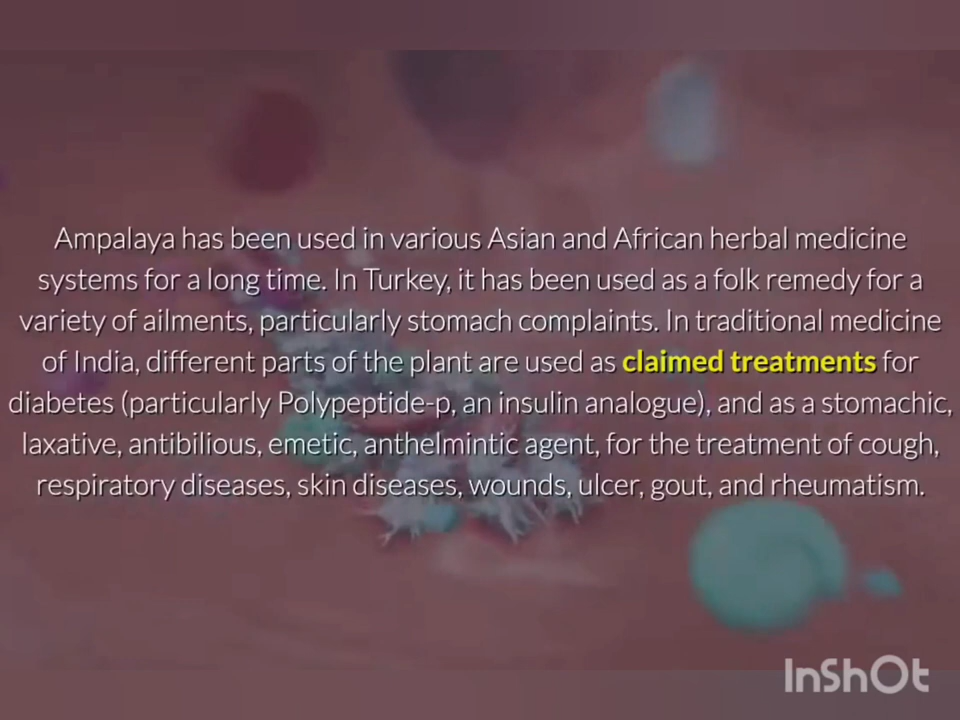 Ampalaya has been used in various Asian and African herbal medicine
systems for a long time. In Turkey, it has been used as a folk remedy for a
variety of ailments, particularly stomach complaints. In traditional medicine
of India, different parts of the plant are used as claimed treatments for
diabetes (particularly Polypeptide-p, an insulin analogue), and as a stomachic,
laxative, antibilious, emetic, anthelmintic agent, for the treatment of cough,
respiratory diseases, skin diseases, wounds, ulcer, gout, and rheumatism.
InShOt